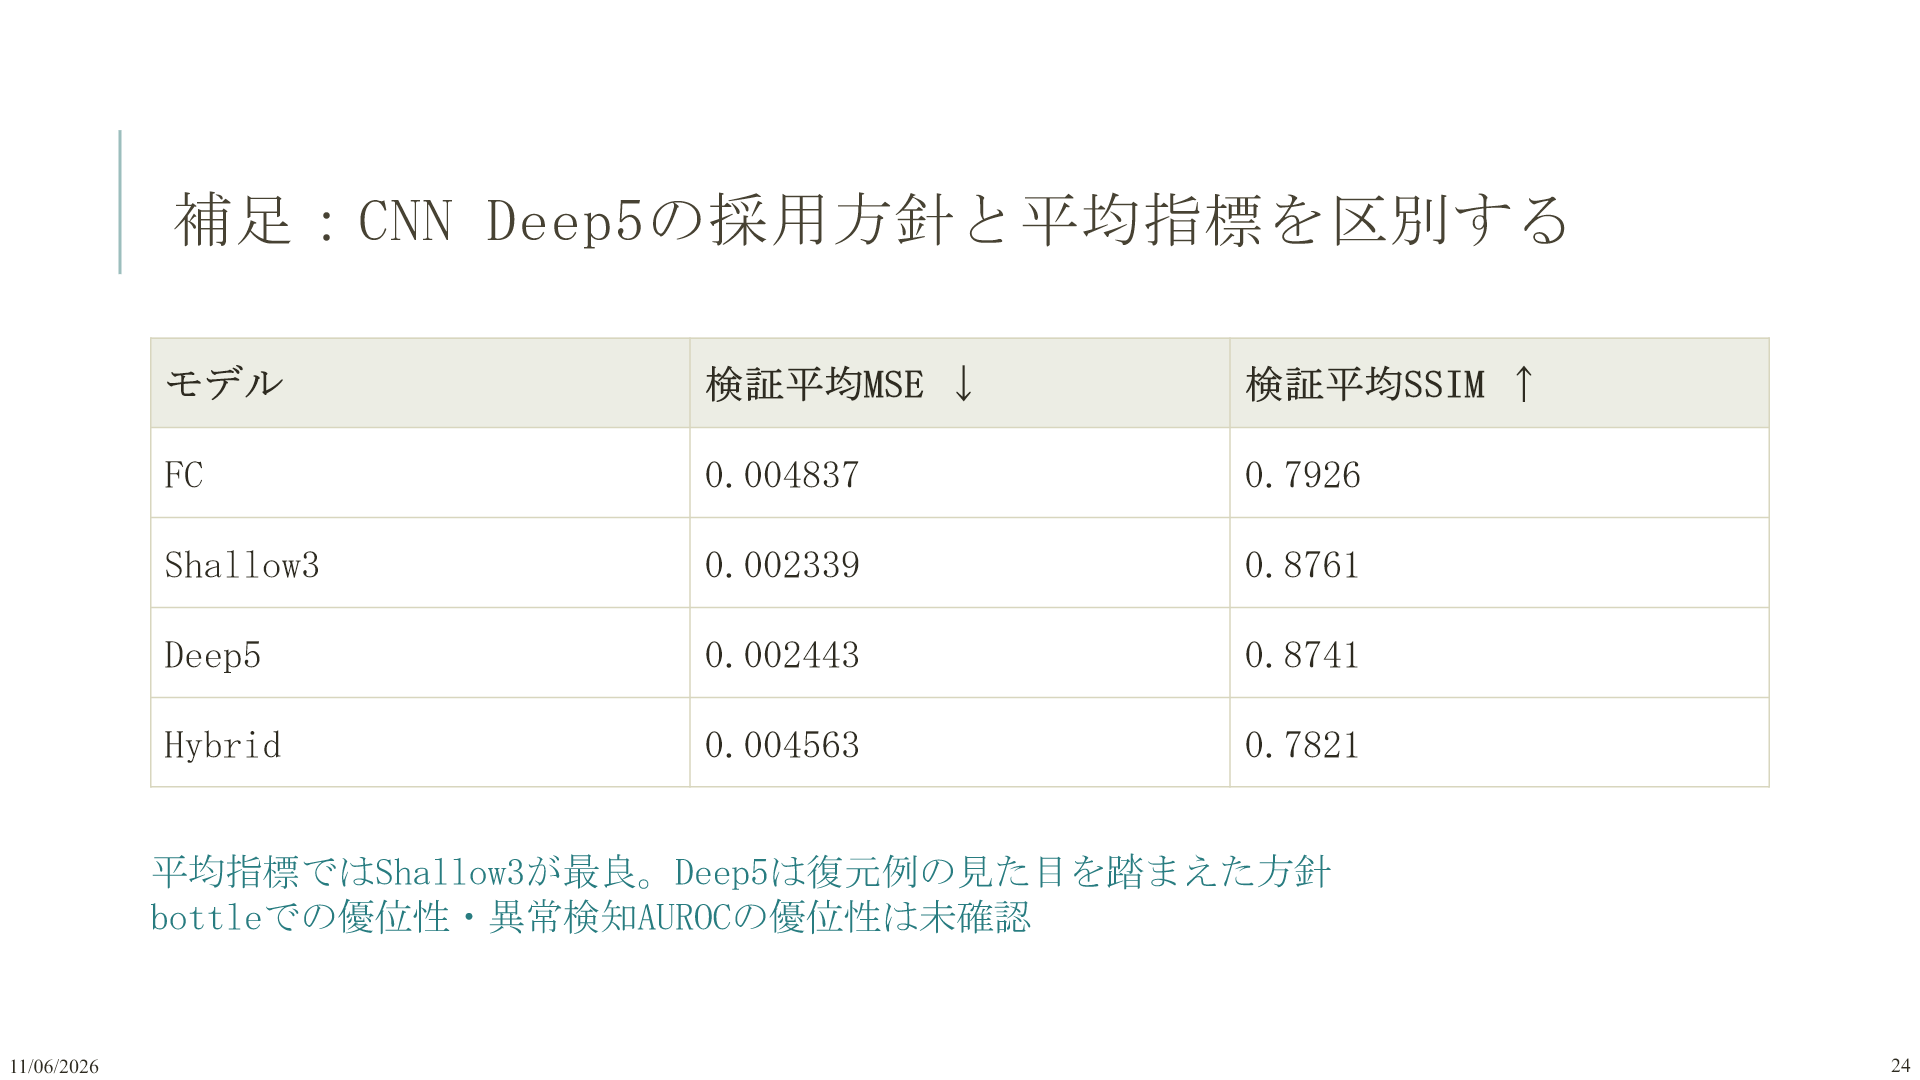 補足：CNN Deep5の採用方針と平均指標を区別する
モデル 検証平均MSE ↓ 検証平均SSIM ↑
FC 0.004837 0.7926
Shallow3 0.002339 0.8761
Deep5 0.002443 0.8741
Hybrid 0.004563 0.7821
平均指標ではShallow3が最良。Deep5は復元例の見た目を踏まえた方針
bottleでの優位性・異常検知AUROCの優位性は未確認
11/06/2026
24